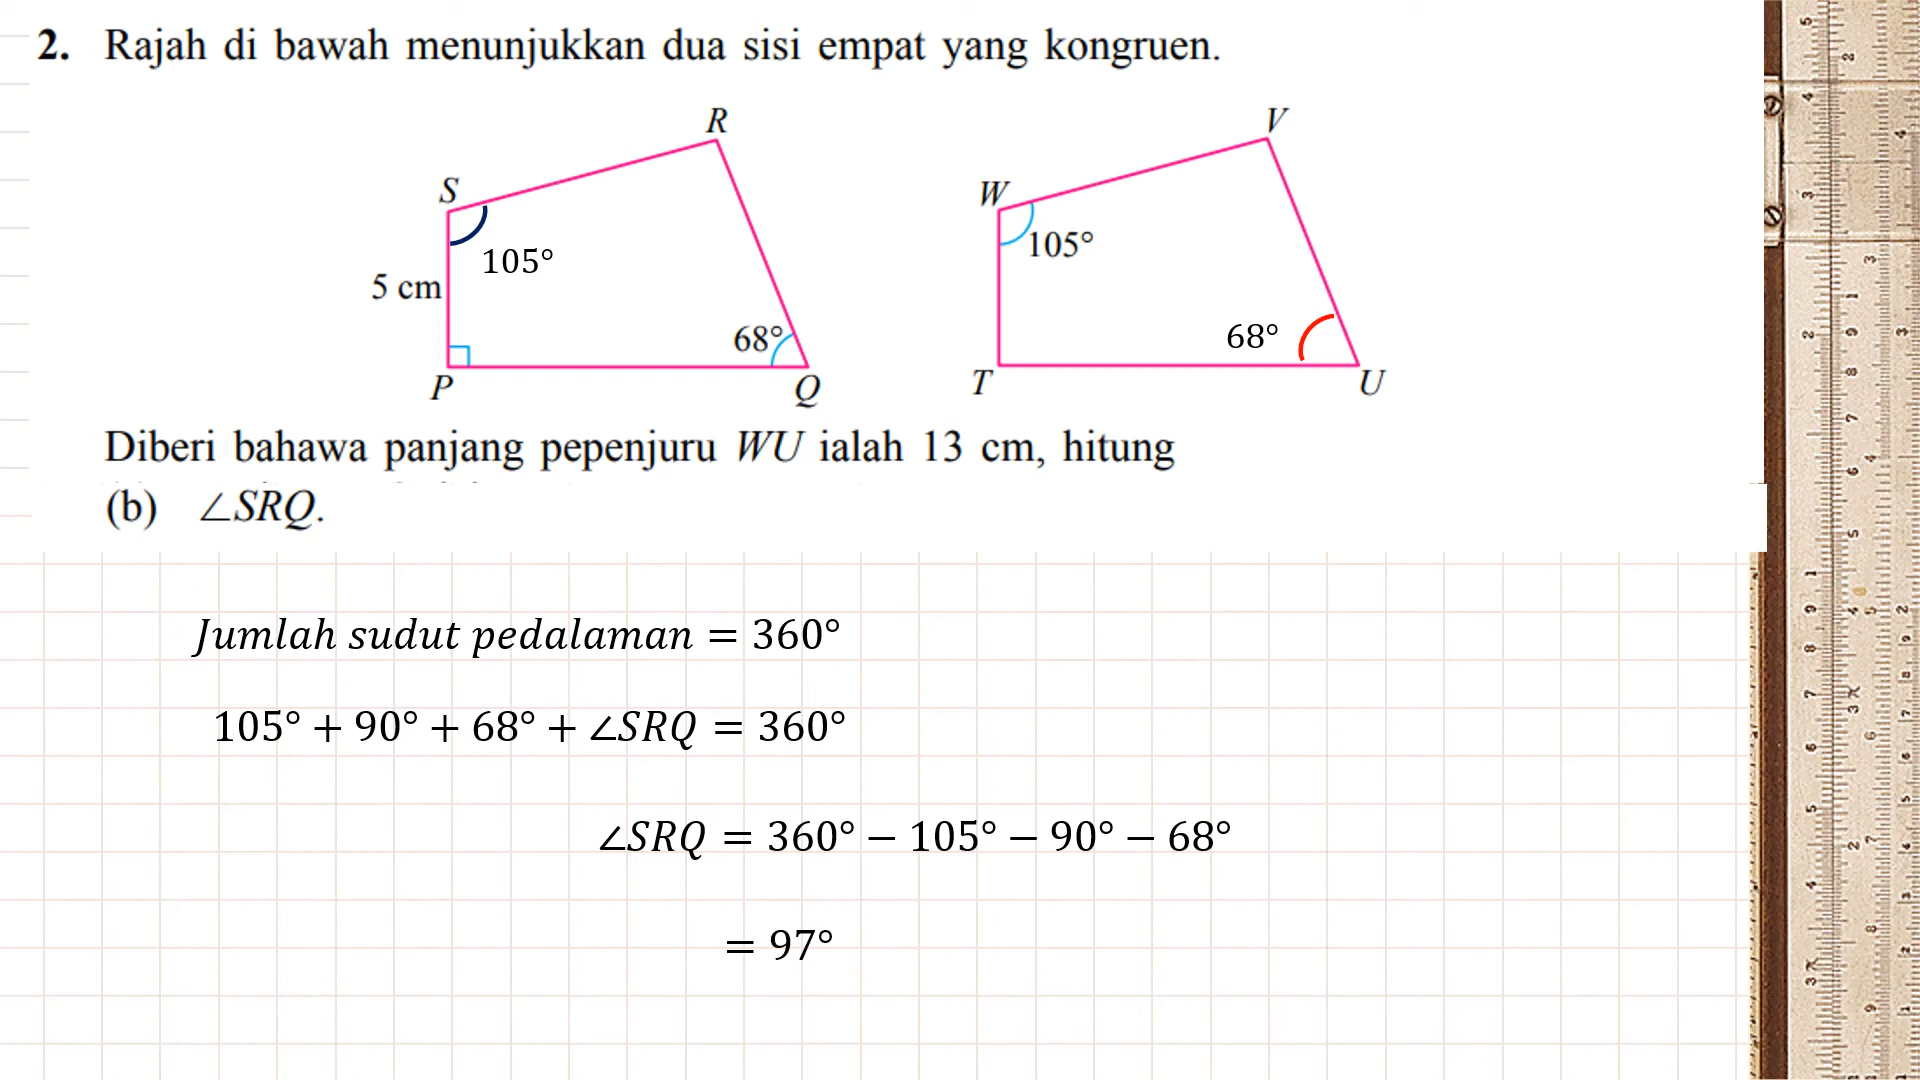 2. Rajah di bawah menunjukkan dua sisi empat yang kongruen.
R
S
105°
5 cm
68°
P
Q
V
W
105°
68°
T
U
Diberi bahawa panjang pepenjuru WU ialah 13 cm, hitung
(b) ∠SRQ.
Jumlah sudut pedalaman = 360°
105° + 90° + 68° + ∠SRQ = 360°
∠SRQ = 360° − 105° − 90° − 68°
= 97°